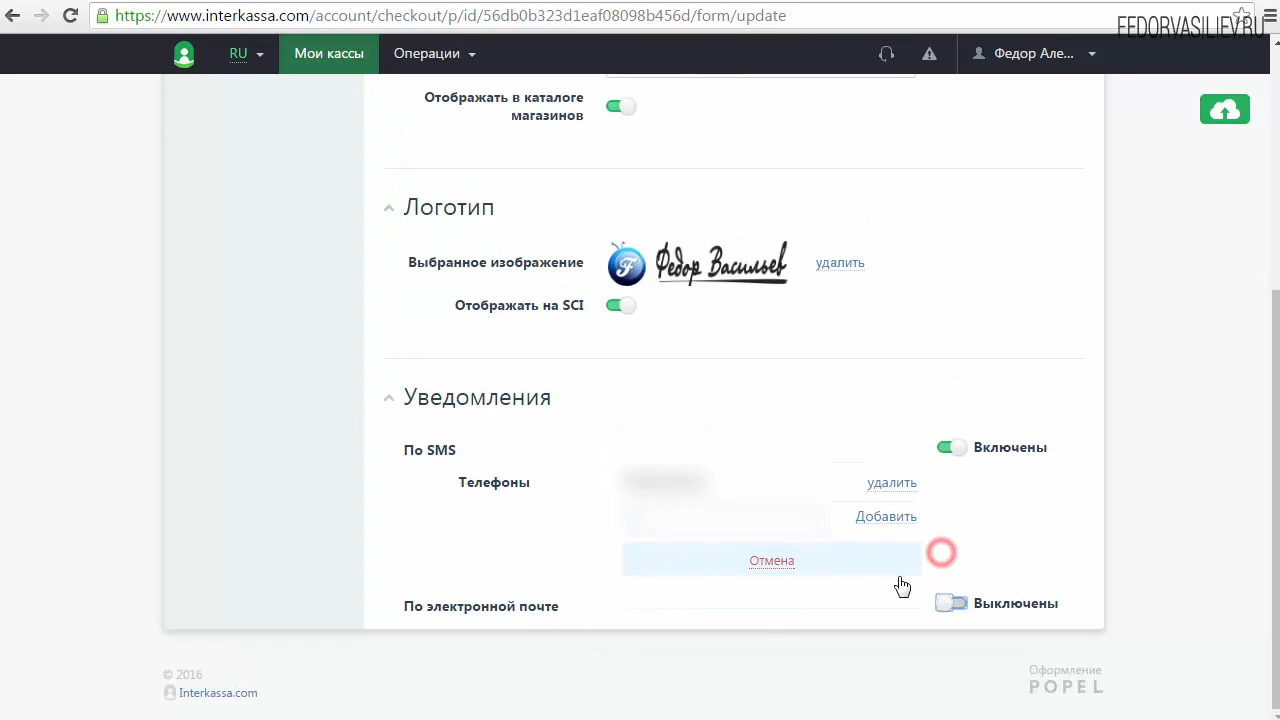 https://www.interkassa.com/account/checkout/p/id/56db0b323d1eaf08098b456d/form/update
FEDORVASILIEV.RU
RU
Мои кассы
Операции
Федор Але...
Отображать в каталоге
магазинов
Логотип
Выбранное изображение
Федор Васильев
удалить
Отображать на SCI
Уведомления
По SMS
Включены
Телефоны
удалить
Добавить
Отмена
По электронной почте
Выключены
© 2016
Interkassa.com
Оформление
POPEL